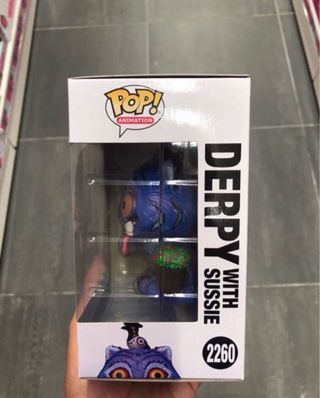 POP!
ANIMATION
DERPY WITH
SUSSIE
2260